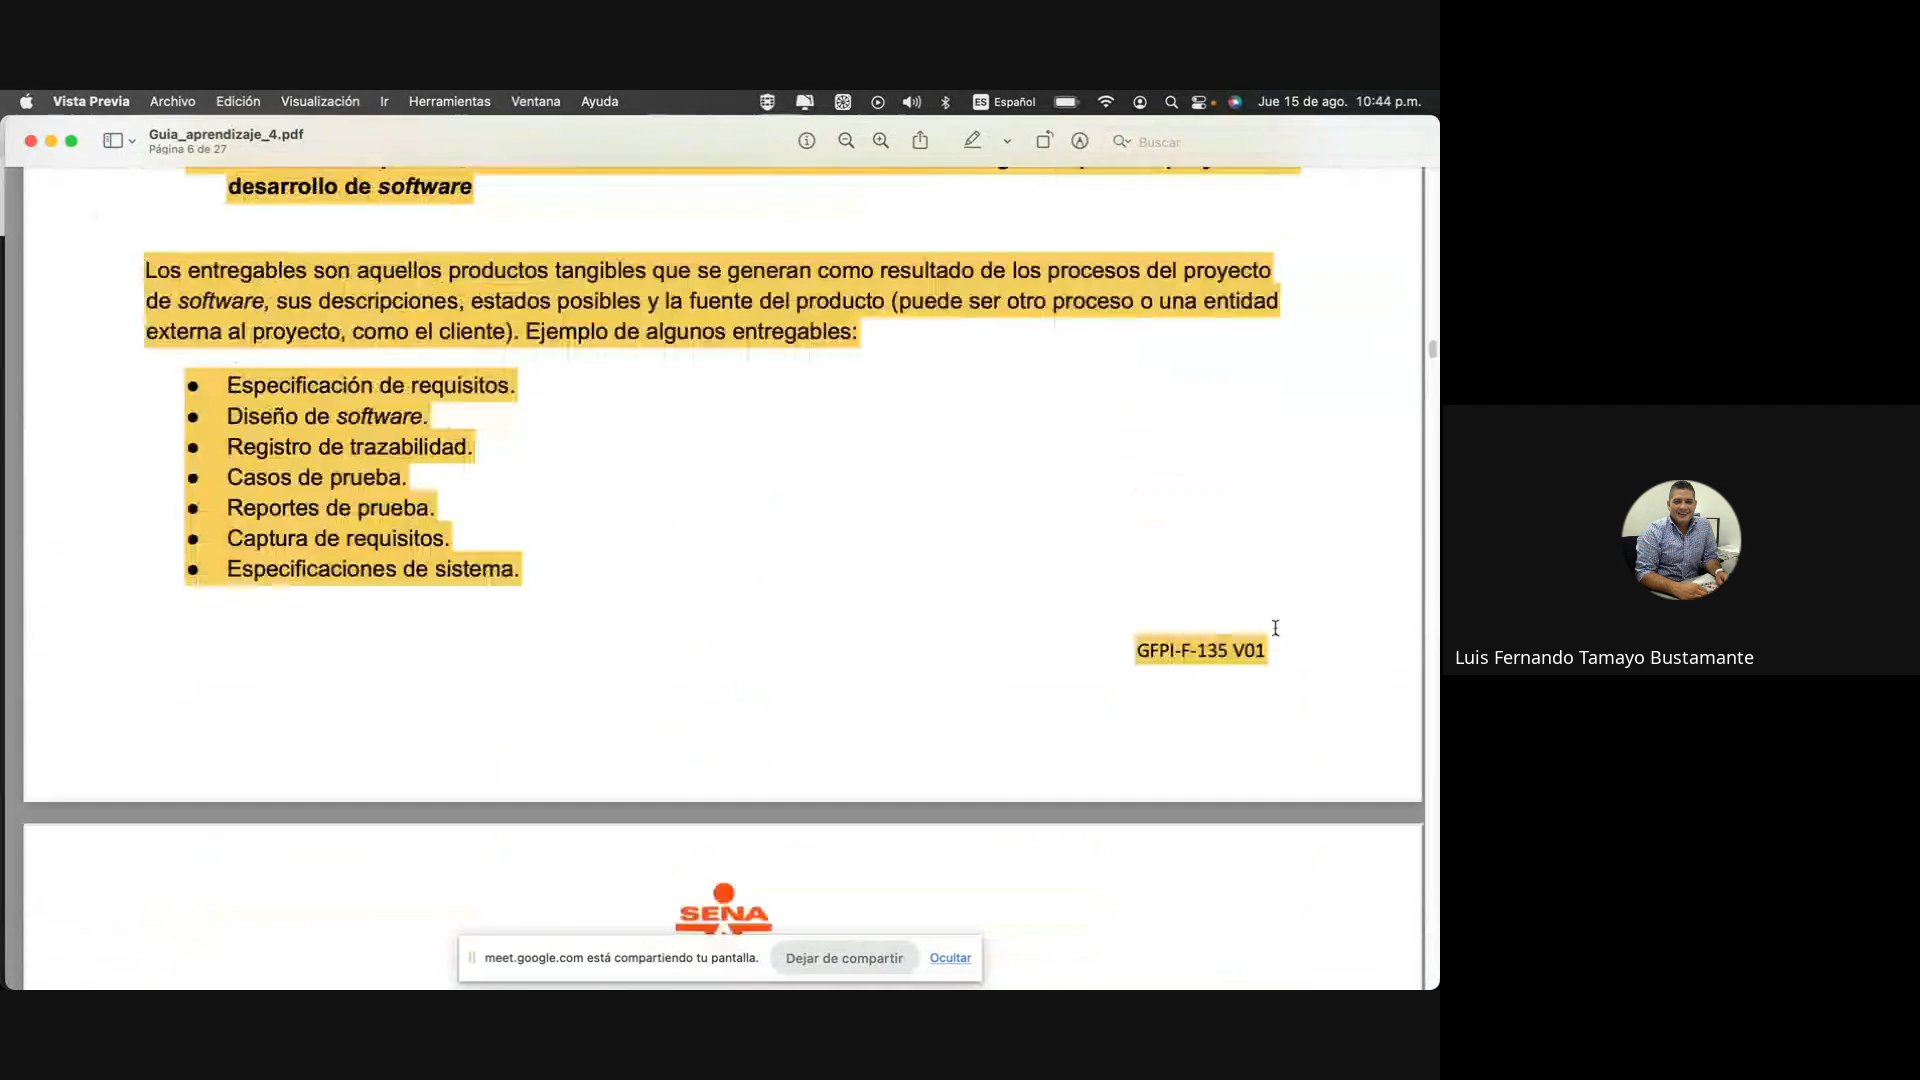 Vista Previa Archivo Edición Visualización Ir Herramientas Ventana Ayuda ES Español Jue 15 de ago. 10:44 p.m.
Guia_aprendizaje_4.pdf
Página 6 de 27
Buscar
desarrollo de software
Los entregables son aquellos productos tangibles que se generan como resultado de los procesos del proyecto
de software, sus descripciones, estados posibles y la fuente del producto (puede ser otro proceso o una entidad
externa al proyecto, como el cliente). Ejemplo de algunos entregables:
● Especificación de requisitos.
● Diseño de software.
● Registro de trazabilidad.
● Casos de prueba.
● Reportes de prueba.
● Captura de requisitos.
● Especificaciones de sistema.
GFPI-F-135 V01
Luis Fernando Tamayo Bustamante
SENA
meet.google.com está compartiendo tu pantalla. Dejar de compartir Ocultar